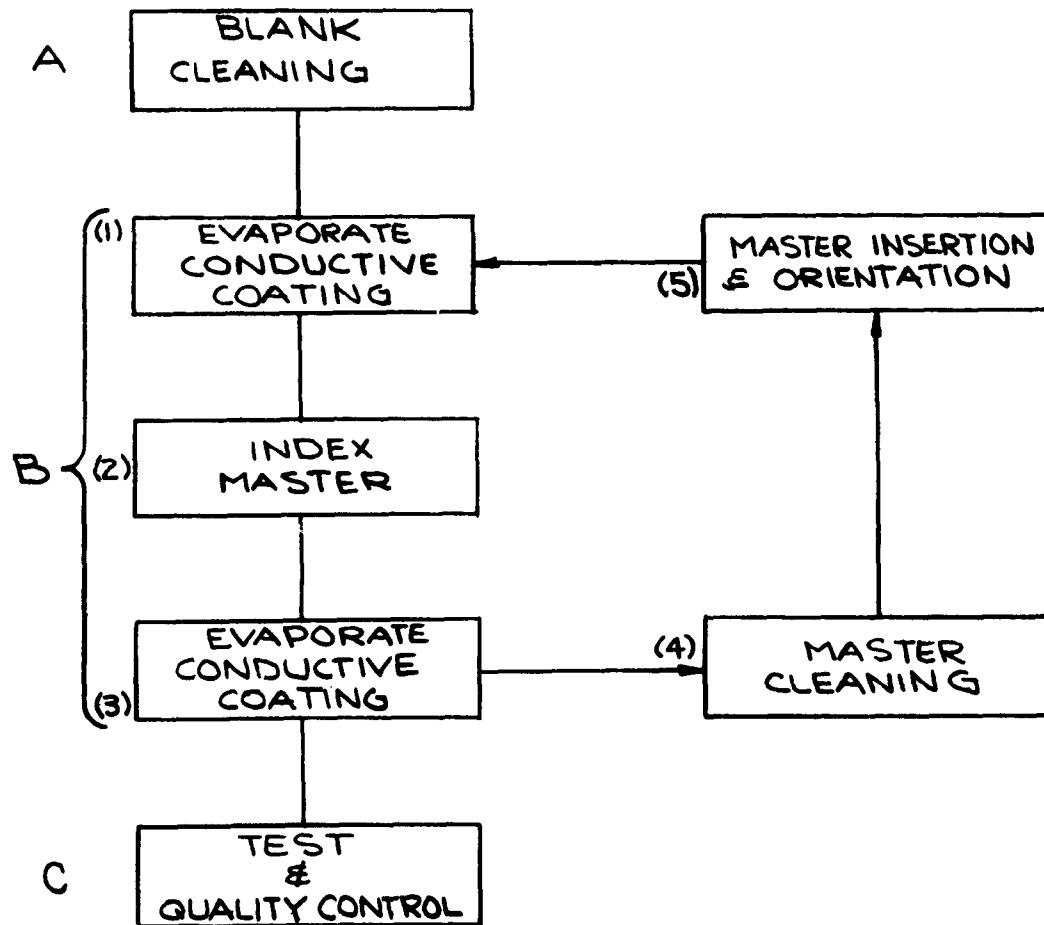 A
BLANK
CLEANING
(1)
EVAPORATE
CONDUCTIVE
COATING
(5)
MASTER INSERTION
& ORIENTATION
B
(2)
INDEX
MASTER
(3)
EVAPORATE
CONDUCTIVE
COATING
(4)
MASTER
CLEANING
C
TEST
&
QUALITY CONTROL